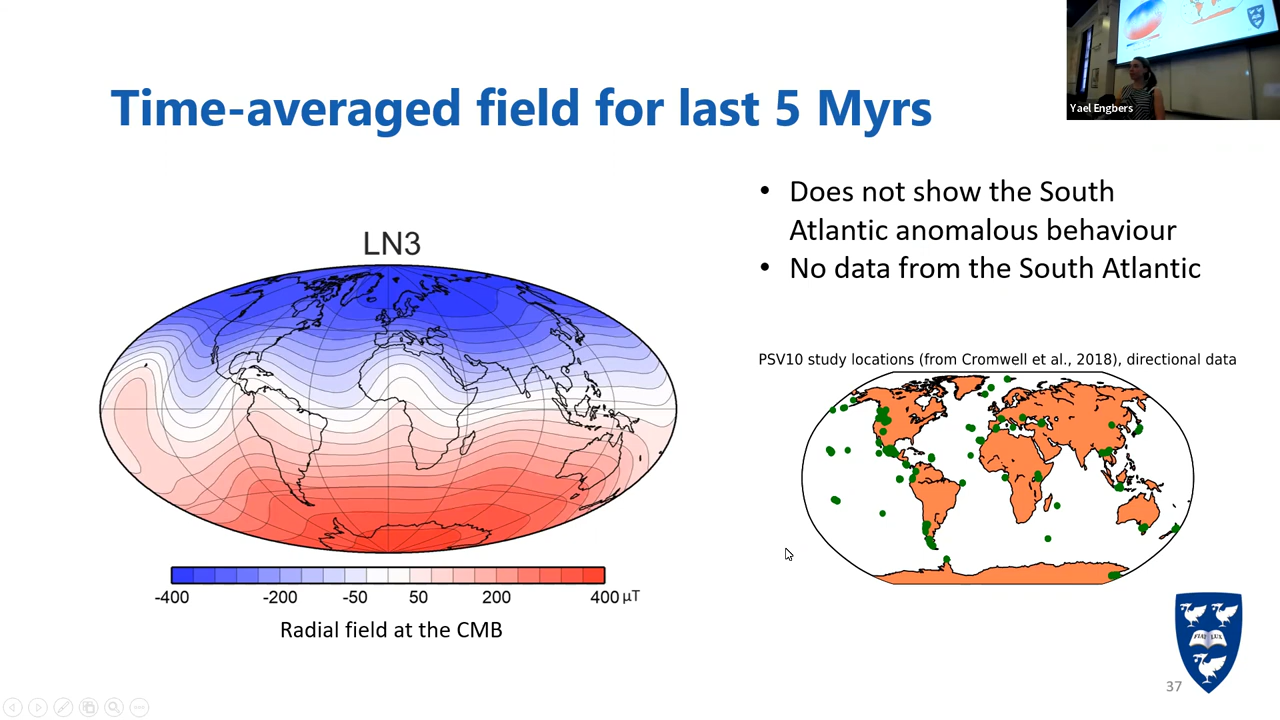 Time-averaged field for last 5 Myrs
Yael Engbers
• Does not show the South
Atlantic anomalous behaviour
• No data from the South Atlantic
LN3
-400 -200 -50 50 200 400 µT
Radial field at the CMB
PSV10 study locations (from Cromwell et al., 2018), directional data
FIAT LUX
37